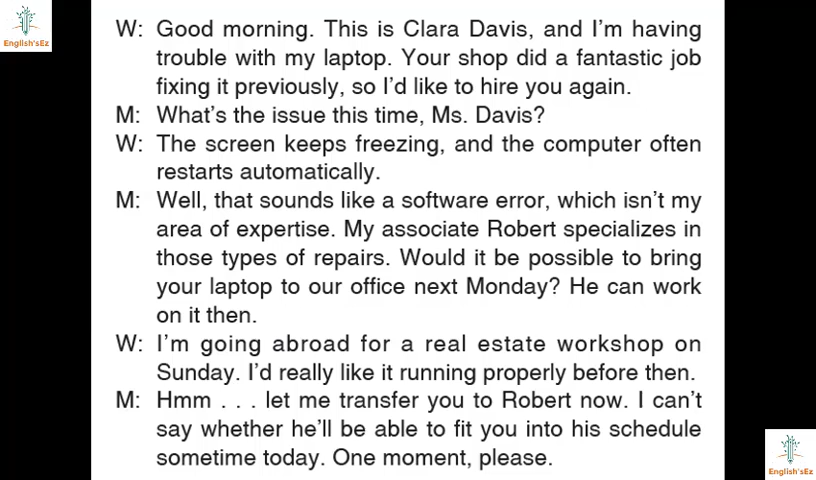 English'sEz
W: Good morning. This is Clara Davis, and I'm having
trouble with my laptop. Your shop did a fantastic job
fixing it previously, so I'd like to hire you again.
M: What's the issue this time, Ms. Davis?
W: The screen keeps freezing, and the computer often
restarts automatically.
M: Well, that sounds like a software error, which isn't my
area of expertise. My associate Robert specializes in
those types of repairs. Would it be possible to bring
your laptop to our office next Monday? He can work
on it then.
W: I'm going abroad for a real estate workshop on
Sunday. I'd really like it running properly before then.
M: Hmm . . . let me transfer you to Robert now. I can't
say whether he'll be able to fit you into his schedule
sometime today. One moment, please.
English'sEz